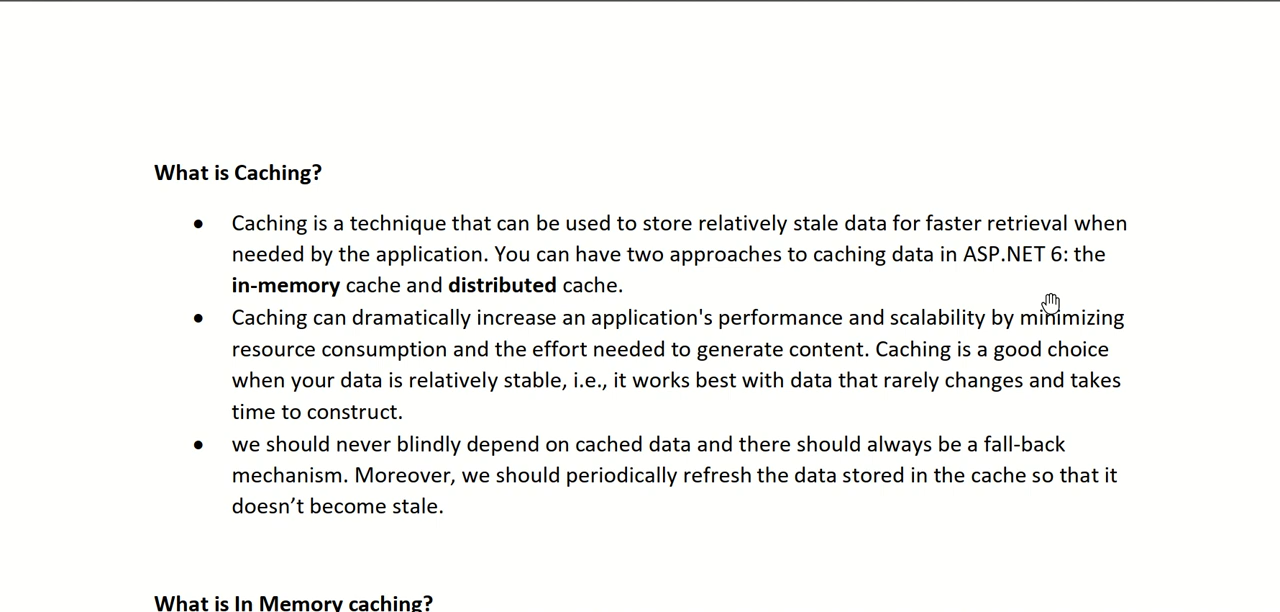 What is Caching?
• Caching is a technique that can be used to store relatively stale data for faster retrieval when
needed by the application. You can have two approaches to caching data in ASP.NET 6: the
in-memory cache and distributed cache.
• Caching can dramatically increase an application's performance and scalability by minimizing
resource consumption and the effort needed to generate content. Caching is a good choice
when your data is relatively stable, i.e., it works best with data that rarely changes and takes
time to construct.
• we should never blindly depend on cached data and there should always be a fall-back
mechanism. Moreover, we should periodically refresh the data stored in the cache so that it
doesn’t become stale.
What is In Memory caching?